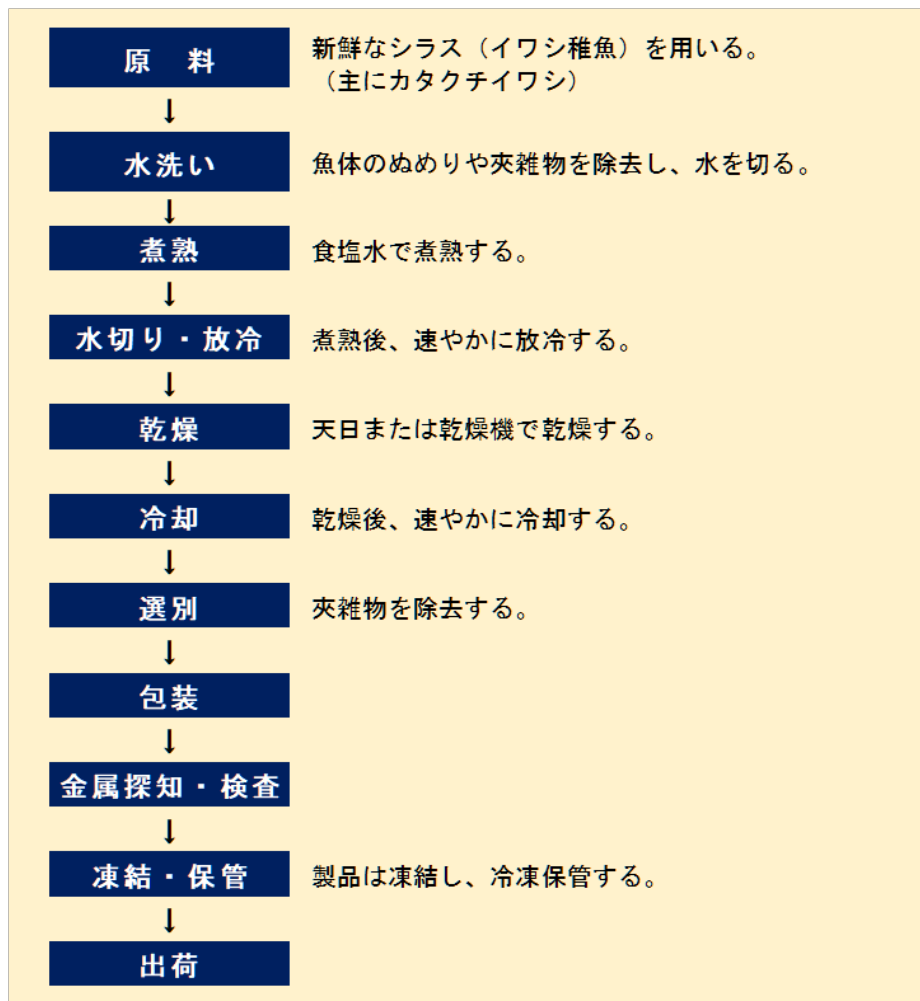 原　料
新鮮なシラス（イワシ稚魚）を用いる。
（主にカタクチイワシ）
↓
水洗い
魚体のぬめりや夾雑物を除去し、水を切る。
↓
煮熟
食塩水で煮熟する。
↓
水切り・放冷
煮熟後、速やかに放冷する。
↓
乾燥
天日または乾燥機で乾燥する。
↓
冷却
乾燥後、速やかに冷却する。
↓
選別
夾雑物を除去する。
↓
包装
↓
金属探知・検査
↓
凍結・保管
製品は凍結し、冷凍保管する。
↓
出荷